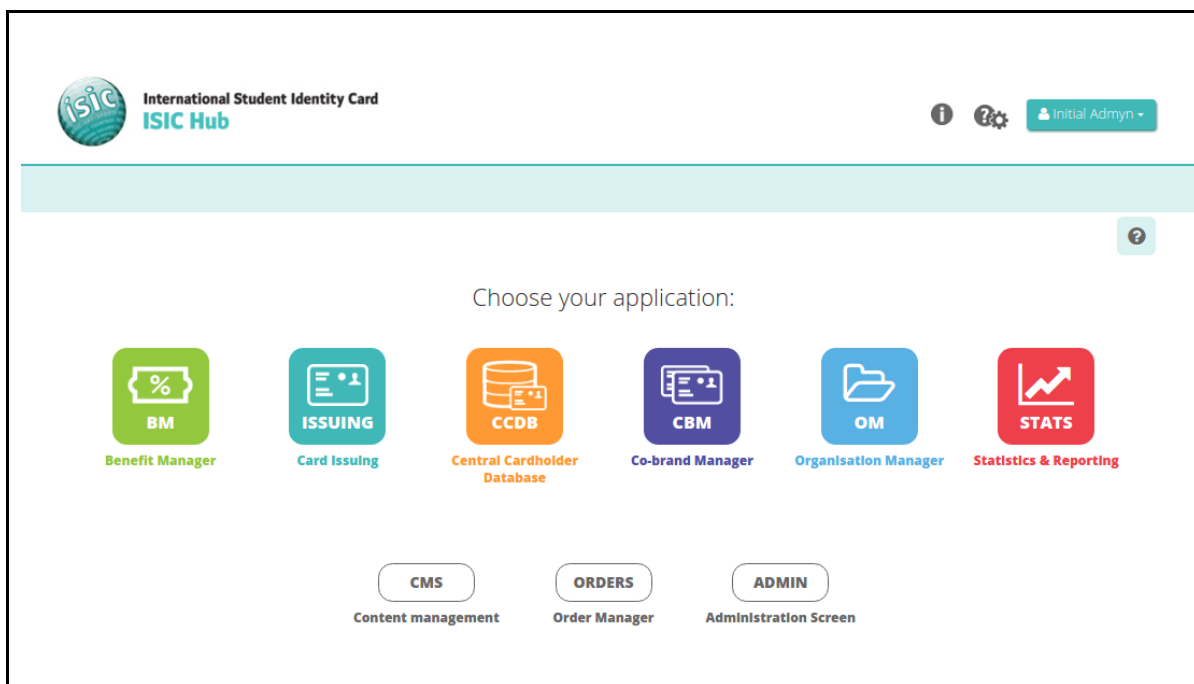 isic
International Student Identity Card
ISIC Hub
Initial Admyn
Choose your application:
%
BM
ISSUING
CCDB
CBM
OM
STATS
Benefit Manager
Card Issuing
Central Cardholder
Database
Co-brand Manager
Organisation Manager
Statistics & Reporting
CMS
ORDERS
ADMIN
Content management
Order Manager
Administration Screen